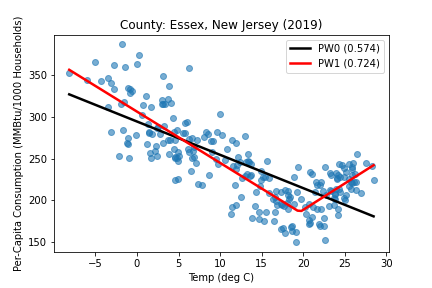 County: Essex, New Jersey (2019)
PW0 (0.574)
PW1 (0.724)
Per-Capita Consumption (MMBtu/1000 Households)
350
300
250
200
150
−5 0 5 10 15 20 25 30
Temp (deg C)